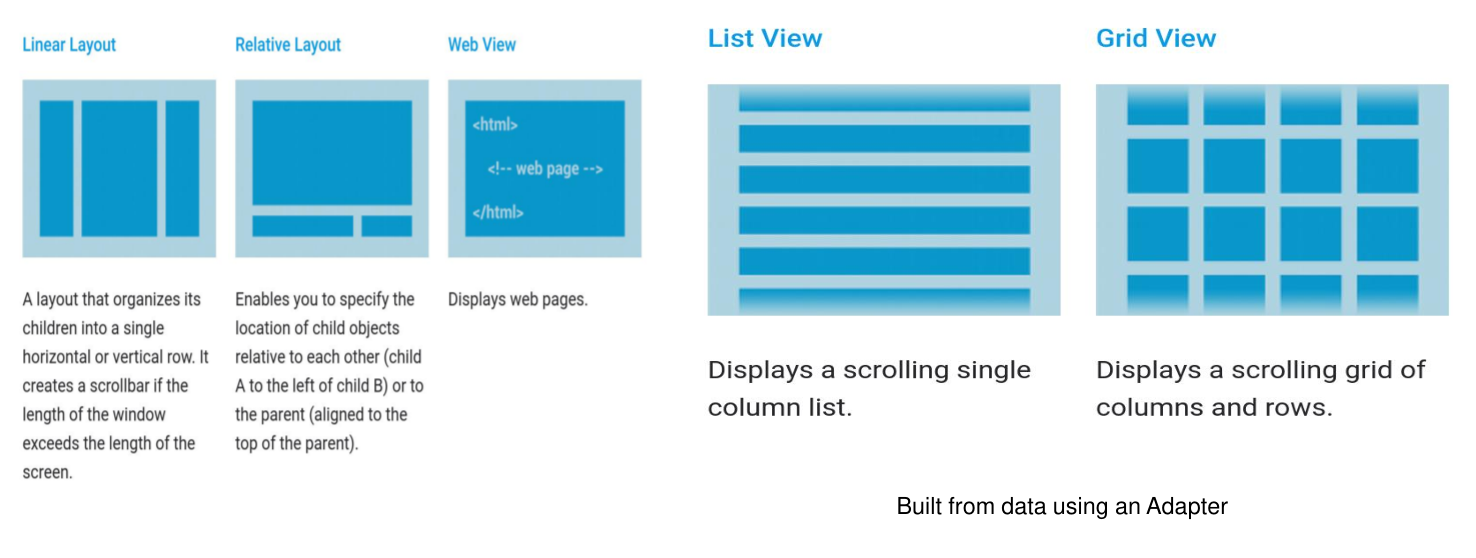 Linear Layout
A layout that organizes its
children into a single
horizontal or vertical row. It
creates a scrollbar if the
length of the window
exceeds the length of the
screen.
Relative Layout
Enables you to specify the
location of child objects
relative to each other (child
A to the left of child B) or to
the parent (aligned to the
top of the parent).
Web View
<html>
<!-- web page -->
</html>
Displays web pages.
List View
Displays a scrolling single
column list.
Grid View
Displays a scrolling grid of
columns and rows.
Built from data using an Adapter